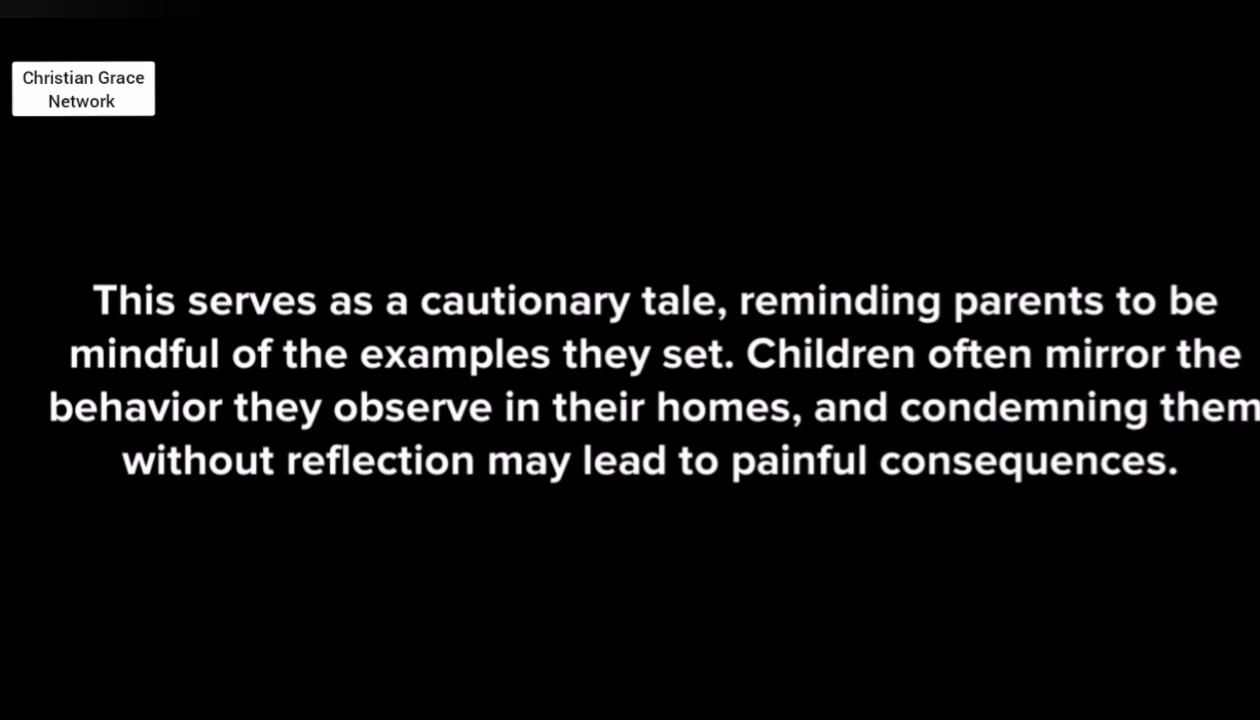 Christian Grace
Network
This serves as a cautionary tale, reminding parents to be
mindful of the examples they set. Children often mirror the
behavior they observe in their homes, and condemning them
without reflection may lead to painful consequences.